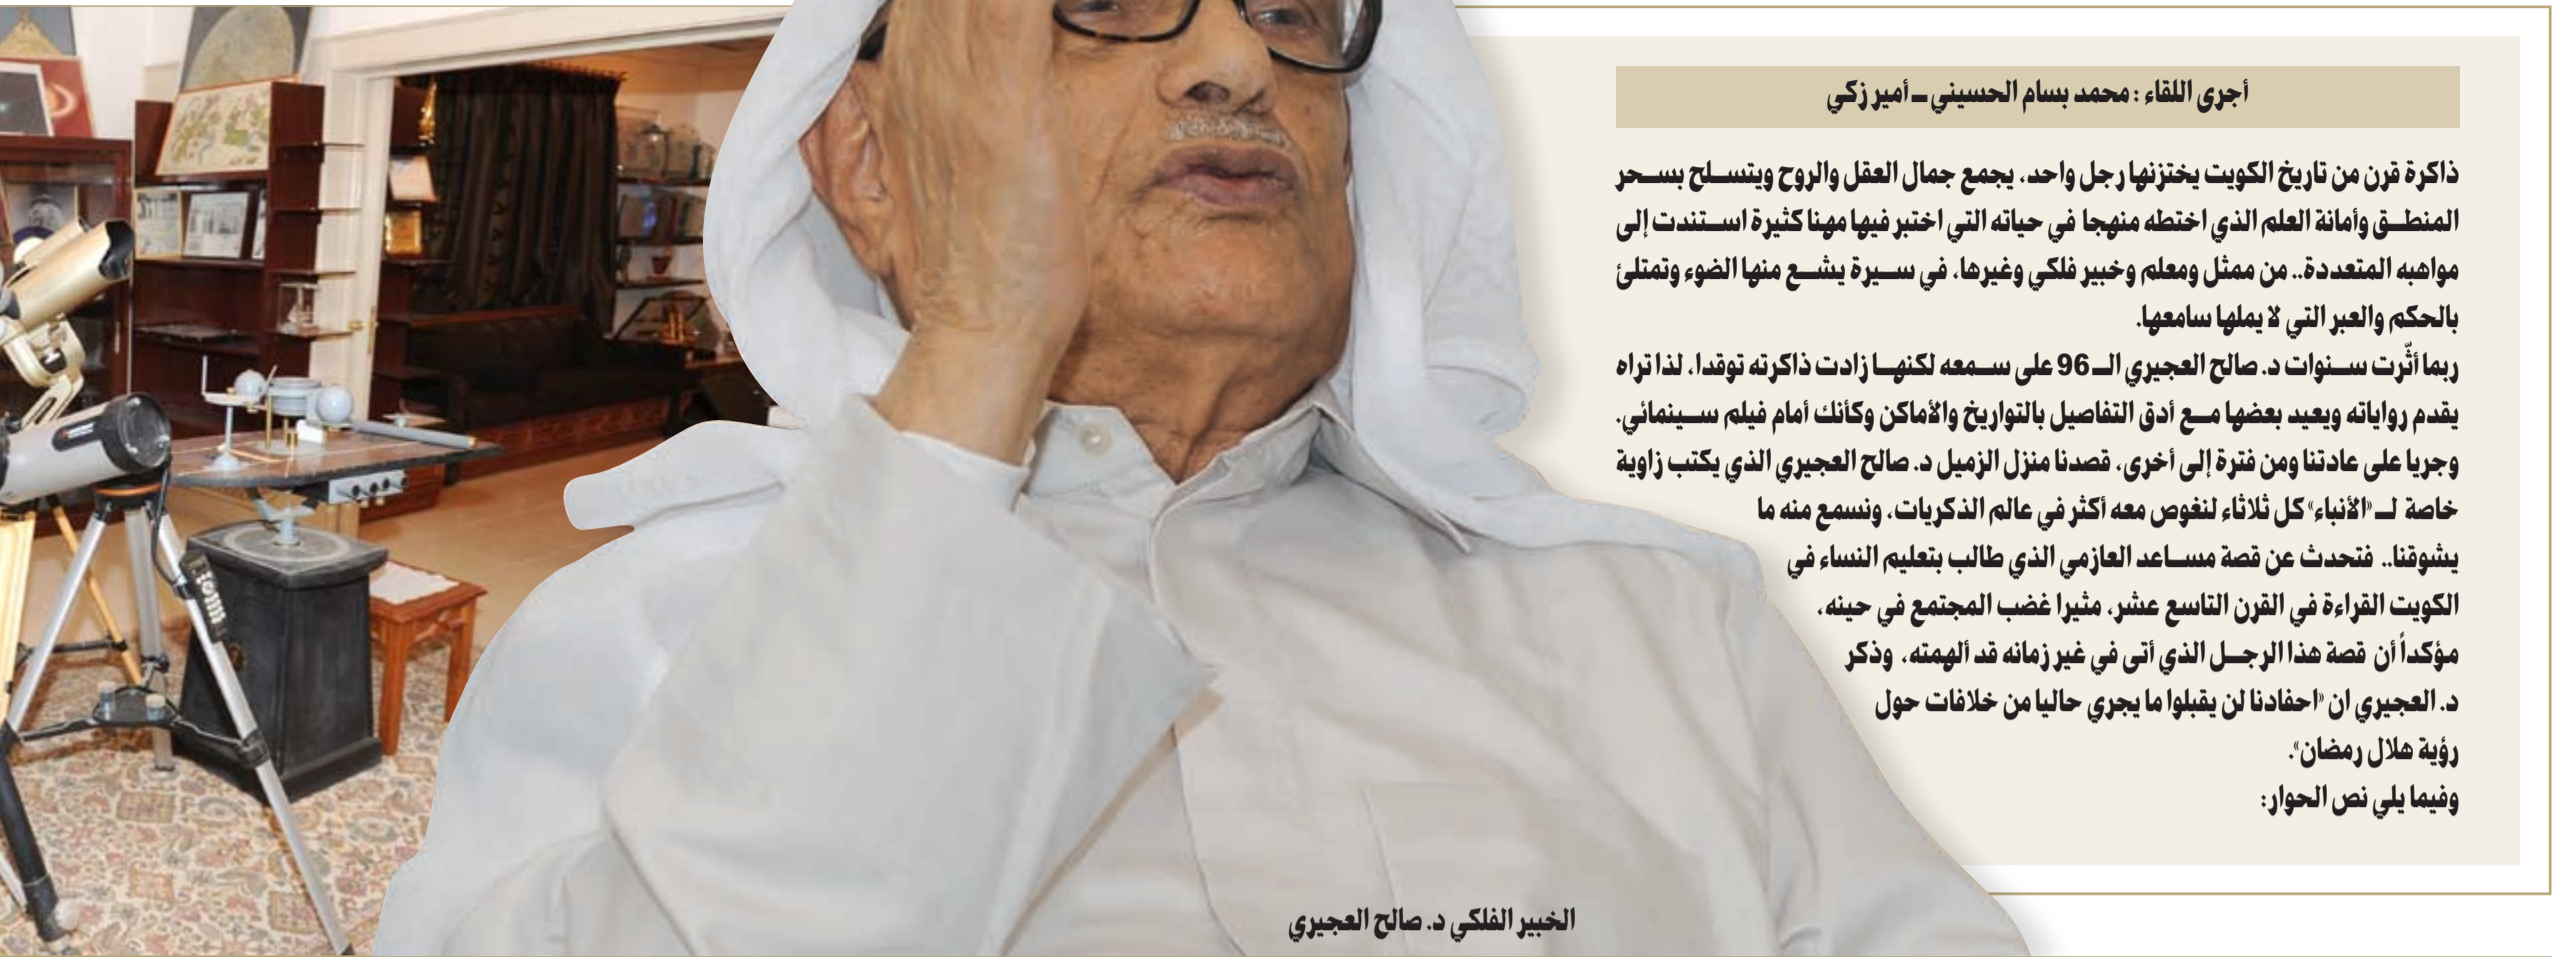 أجرى اللقاء : محمد بسام الحسيني ــ أمير زكي
ذاكرة قرن من تاريخ الكويت يختزنها رجل واحد، يجمع جمال العقل والروح ويتسلح بسحر
المنطق وأمانة العلم الذي اختطه منهجا في حياته التي اختبر فيها مهنا كثيرة استندت إلى
مواهبه المتعددة.. من ممثل ومعلم وخبير فلكي وغيرها، في سيرة يشع منها الضوء وتمتلئ
بالحكم والعبر التي لا يملها سامعها.
ربما أثّرت سنوات د. صالح العجيري الـ 96 على سمعه لكنها زادت ذاكرته توقدا، لذا تراه
يقدم رواياته ويعيد بعضها مع أدق التفاصيل بالتواريخ والأماكن وكأنك أمام فيلم سينمائي.
وجريا على عادتنا ومن فترة إلى أخرى، قصدنا منزل الزميل د. صالح العجيري الذي يكتب زاوية
خاصة لـ «الأنباء» كل ثلاثاء لنغوص معه أكثر في عالم الذكريات، ونسمع منه ما
يشوقنا.. فتحدث عن قصة مساعد العازمي الذي طالب بتعليم النساء في
الكويت القراءة في القرن التاسع عشر، مثيرا غضب المجتمع في حينه،
مؤكداً أن قصة هذا الرجل الذي أتى في غير زمانه قد ألهمته، وذكر
د. العجيري ان «احفادنا لن يقبلوا ما يجري حاليا من خلافات حول
رؤية هلال رمضان».
وفيما يلي نص الحوار:
الخبير الفلكي د. صالح العجيري